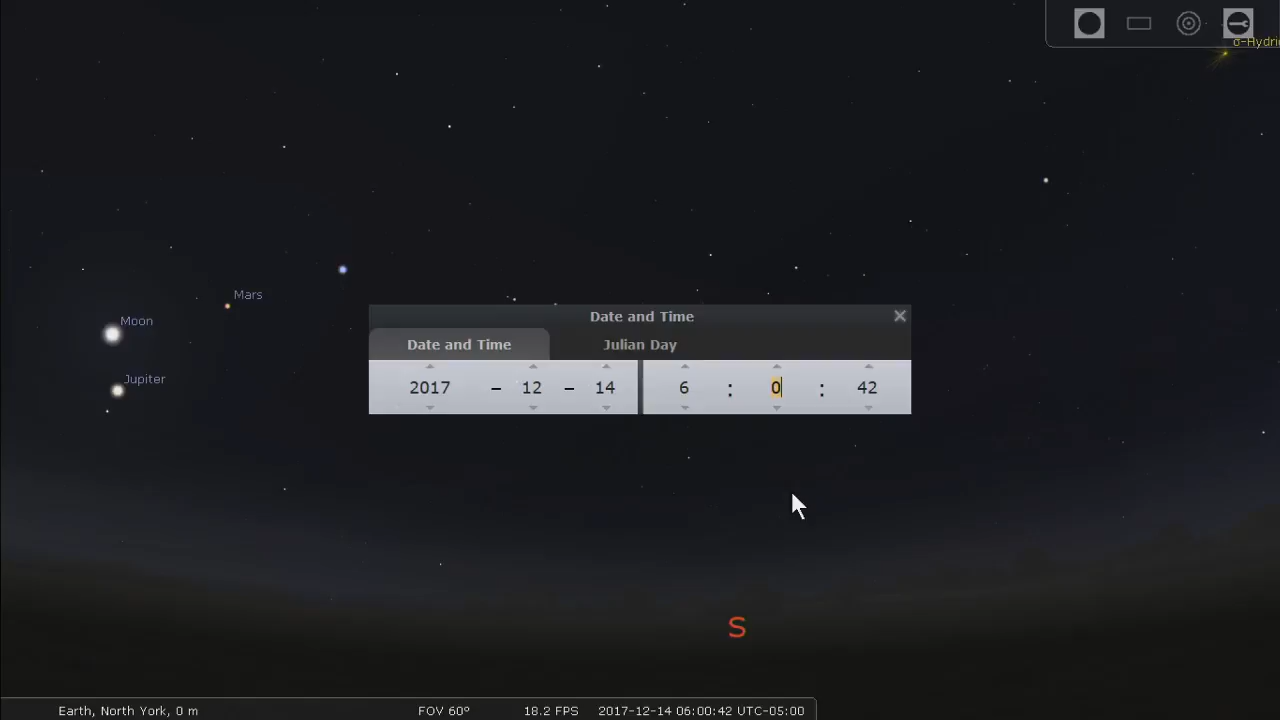 σ-Hydri
Mars
Moon
Jupiter
Date and Time
Date and Time Julian Day
2017 - 12 - 14 6 : 0 : 42
S
Earth, North York, 0 m FOV 60° 18.2 FPS 2017-12-14 06:00:42 UTC-05:00